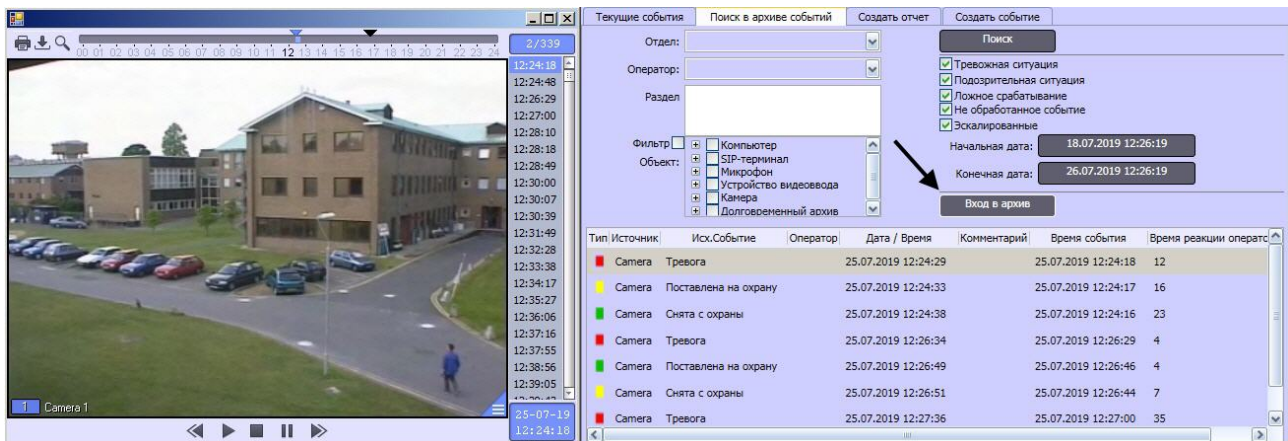 2/339
00 01 02 03 04 05 06 07 08 09 10 11 12 13 14 15 16 17 18 19 20 21 22 23 24
12:24:18
12:24:48
12:26:29
12:27:00
12:28:10
12:28:18
12:28:49
12:30:00
12:30:07
12:30:39
12:31:49
12:32:28
12:33:38
12:34:17
12:35:27
12:36:06
12:37:16
12:37:55
12:38:56
12:39:05
1 Camera 1
25-07-19
12:24:18
Текущие события Поиск в архиве событий Создать отчет Создать событие
Отдел:
Оператор:
Раздел
Фильтр
Объект:
Компьютер
SIP-терминал
Микрофон
Устройство видеоввода
Камера
Долговременный архив
Поиск
Тревожная ситуация
Подозрительная ситуация
Ложное срабатывание
Не обработанное событие
Эскалированные
Начальная дата: 18.07.2019 12:26:19
Конечная дата: 26.07.2019 12:26:19
Вход в архив
Тип Источник Исх.Событие Оператор Дата / Время Комментарий Время события Время реакции операто
Camera Тревога 25.07.2019 12:24:29 25.07.2019 12:24:18 12
Camera Поставлена на охрану 25.07.2019 12:24:33 25.07.2019 12:24:17 16
Camera Снята с охраны 25.07.2019 12:24:38 25.07.2019 12:24:16 23
Camera Тревога 25.07.2019 12:26:34 25.07.2019 12:26:29 4
Camera Поставлена на охрану 25.07.2019 12:26:49 25.07.2019 12:26:46 4
Camera Снята с охраны 25.07.2019 12:26:51 25.07.2019 12:26:44 7
Camera Тревога 25.07.2019 12:27:36 25.07.2019 12:27:00 35